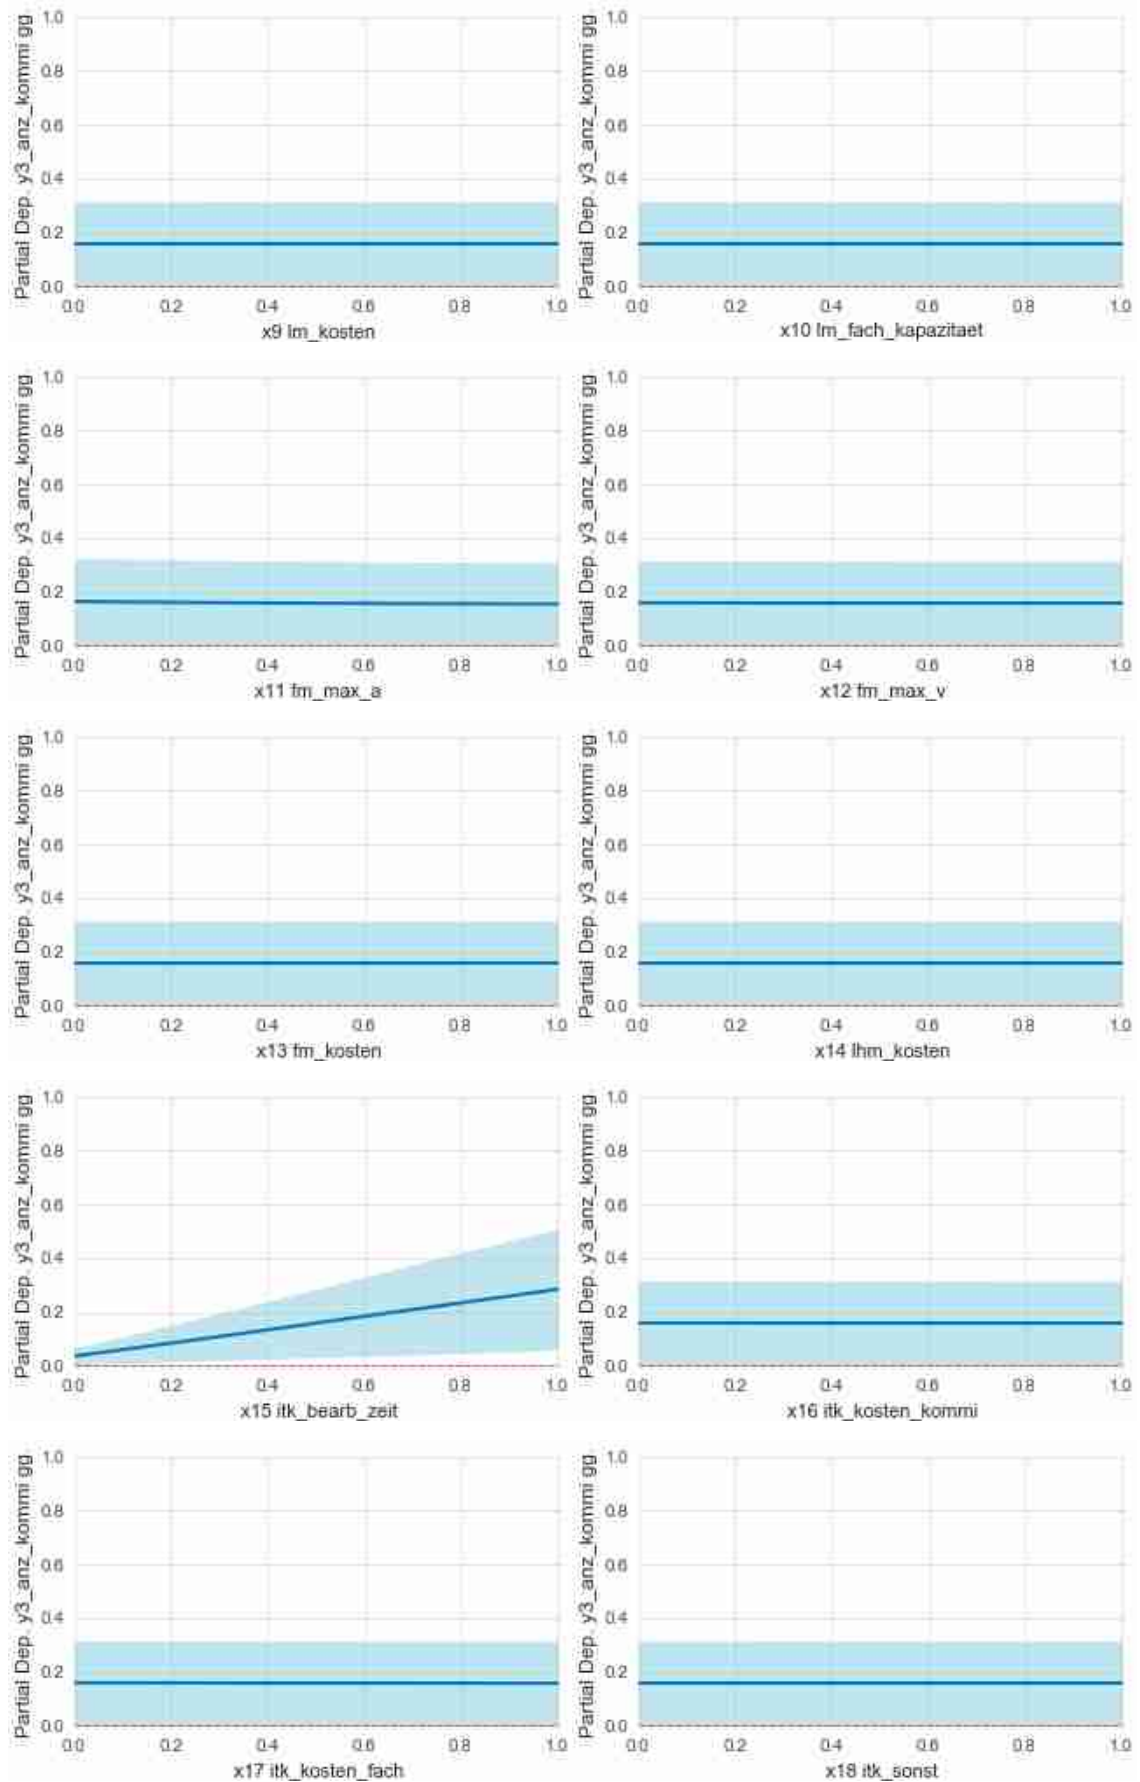 Partial Dep. y3_anz_kommi gg.
1.0
0.8
0.6
0.4
0.2
0.0
0.0 0.2 0.4 0.6 0.8 1.0
x9 lm_kosten
Partial Dep. y3_anz_kommi gg.
1.0
0.8
0.6
0.4
0.2
0.0
0.0 0.2 0.4 0.6 0.8 1.0
x10 lm_fach_kapazitaet
Partial Dep. y3_anz_kommi gg.
1.0
0.8
0.6
0.4
0.2
0.0
0.0 0.2 0.4 0.6 0.8
x11 fm_max_a
Partial Dep. y3_anz_kommi gg.
1.0
0.8
0.6
0.4
0.2
0.0
0.0 0.2 0.4 0.6 0.8 1.0
x12 fm_max_v
Partial Dep. y3_anz_kommi gg.
1.0
0.8
0.6
0.4
0.2
0.0
0.0 0.2 0.4 0.6 0.8 1.0
x13 fm_kosten
Partial Dep. y3_anz_kommi gg.
1.0
0.8
0.6
0.4
0.2
0.0
0.0 0.2 0.4 0.6 0.8 1.0
x14 lhm_kosten
Partial Dep. y3_anz_kommi gg.
1.0
0.8
0.6
0.4
0.2
0.0
0.0 0.2 0.4 0.6 0.8 1.0
x15 itk_bearb_zeit
Partial Dep. y3_anz_kommi gg.
1.0
0.8
0.6
0.4
0.2
0.0
0.0 0.2 0.4 0.6 0.8 1.0
x16 itk_kosten_kommi
Partial Dep. y3_anz_kommi gg.
1.0
0.8
0.6
0.4
0.2
0.0
0.0 0.2 0.4 0.6 0.8 1.0
x17 itk_kosten_fach
Partial Dep. y3_anz_kommi gg.
1.0
0.8
0.6
0.4
0.2
0.0
0.0 0.2 0.4 0.6 0.8 1.0
x18 itk_sonst